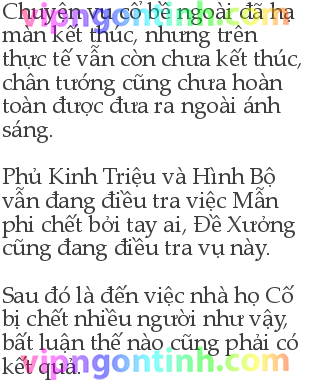 Chuyện vụ cổ bề ngoài đã hạ
màn kết thúc, nhưng trên
thực tế vẫn còn chưa kết thúc,
chân tướng cũng chưa hoàn
toàn được đưa ra ngoài ánh
sáng.
Phủ Kinh Triệu và Hình Bộ
vẫn đang điều tra việc Mẫn
phi chết bởi tay ai, Đề Xưởng
cũng đang điều tra vụ này.
Sau đó là đến việc nhà họ Cố
bị chết nhiều người như vậy,
bất luận thế nào cũng phải có
kết quả.
vipngontinh.com
vipngontinh.com